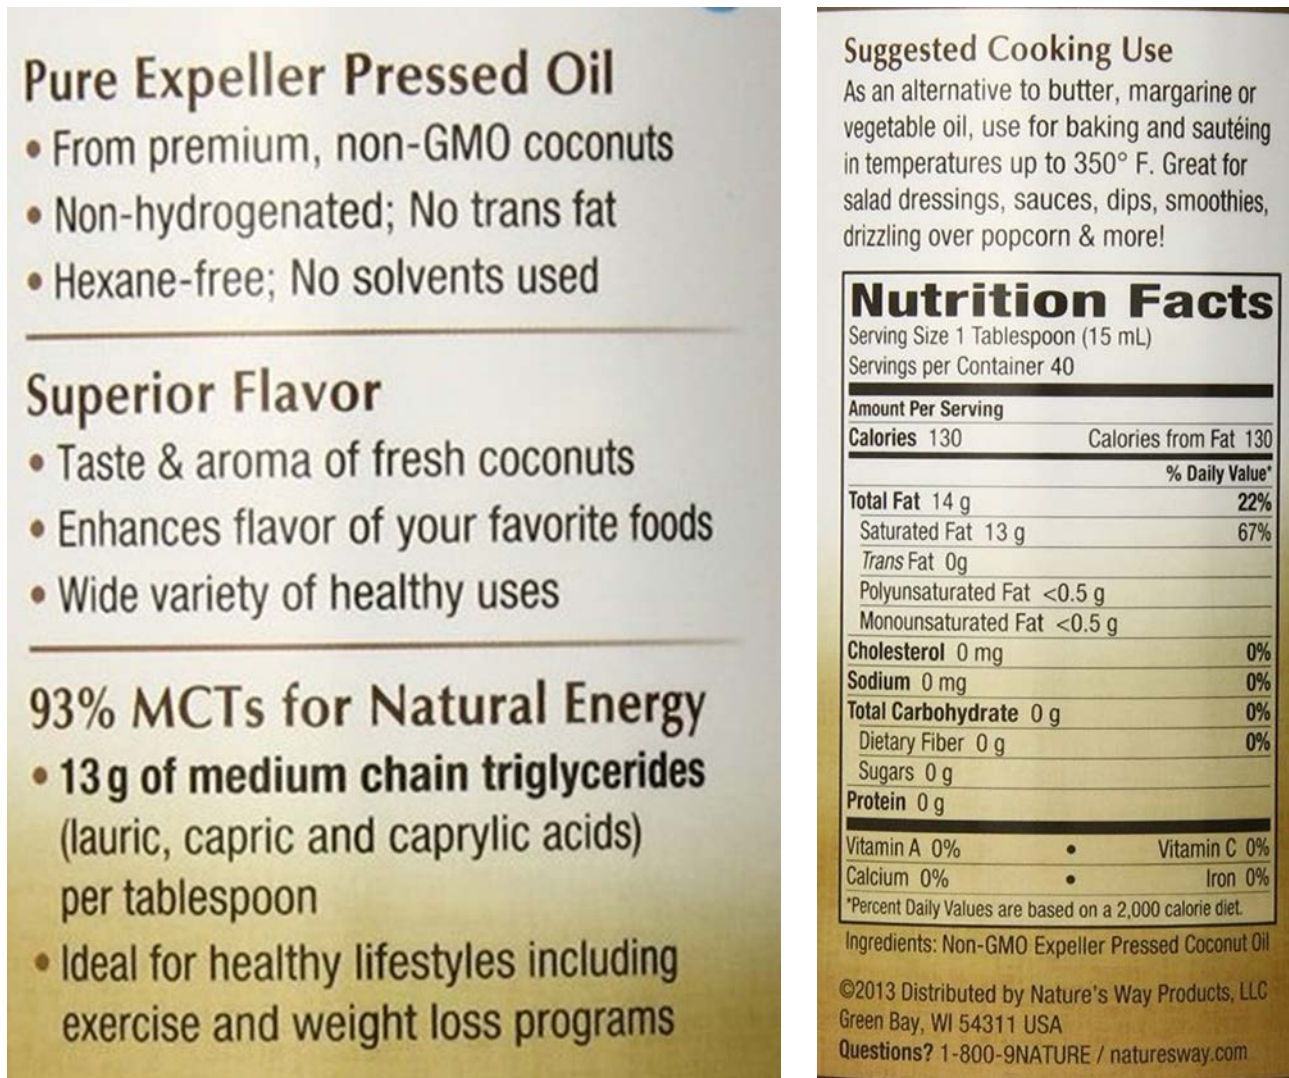 Pure Expeller Pressed Oil
• From premium, non-GMO coconuts
• Non-hydrogenated; No trans fat
• Hexane-free; No solvents used
Superior Flavor
• Taste & aroma of fresh coconuts
• Enhances flavor of your favorite foods
• Wide variety of healthy uses
93% MCTs for Natural Energy
• 13 g of medium chain triglycerides
(lauric, capric and caprylic acids)
per tablespoon
• Ideal for healthy lifestyles including
exercise and weight loss programs
Suggested Cooking Use
As an alternative to butter, margarine or
vegetable oil, use for baking and sautéing
in temperatures up to 350° F. Great for
salad dressings, sauces, dips, smoothies,
drizzling over popcorn & more!
Nutrition Facts
Serving Size 1 Tablespoon (15 mL)
Servings per Container 40
Amount Per Serving
Calories 130 Calories from Fat 130
% Daily Value*
Total Fat 14 g 22%
Saturated Fat 13 g 67%
Trans Fat 0g
Polyunsaturated Fat <0.5 g
Monounsaturated Fat <0.5 g
Cholesterol 0 mg 0%
Sodium 0 mg 0%
Total Carbohydrate 0 g 0%
Dietary Fiber 0 g 0%
Sugars 0 g
Protein 0 g
Vitamin A 0% • Vitamin C 0%
Calcium 0% • Iron 0%
*Percent Daily Values are based on a 2,000 calorie diet.
Ingredients: Non-GMO Expeller Pressed Coconut Oil
©2013 Distributed by Nature's Way Products, LLC
Green Bay, WI 54311 USA
Questions? 1-800-9NATURE / naturesway.com